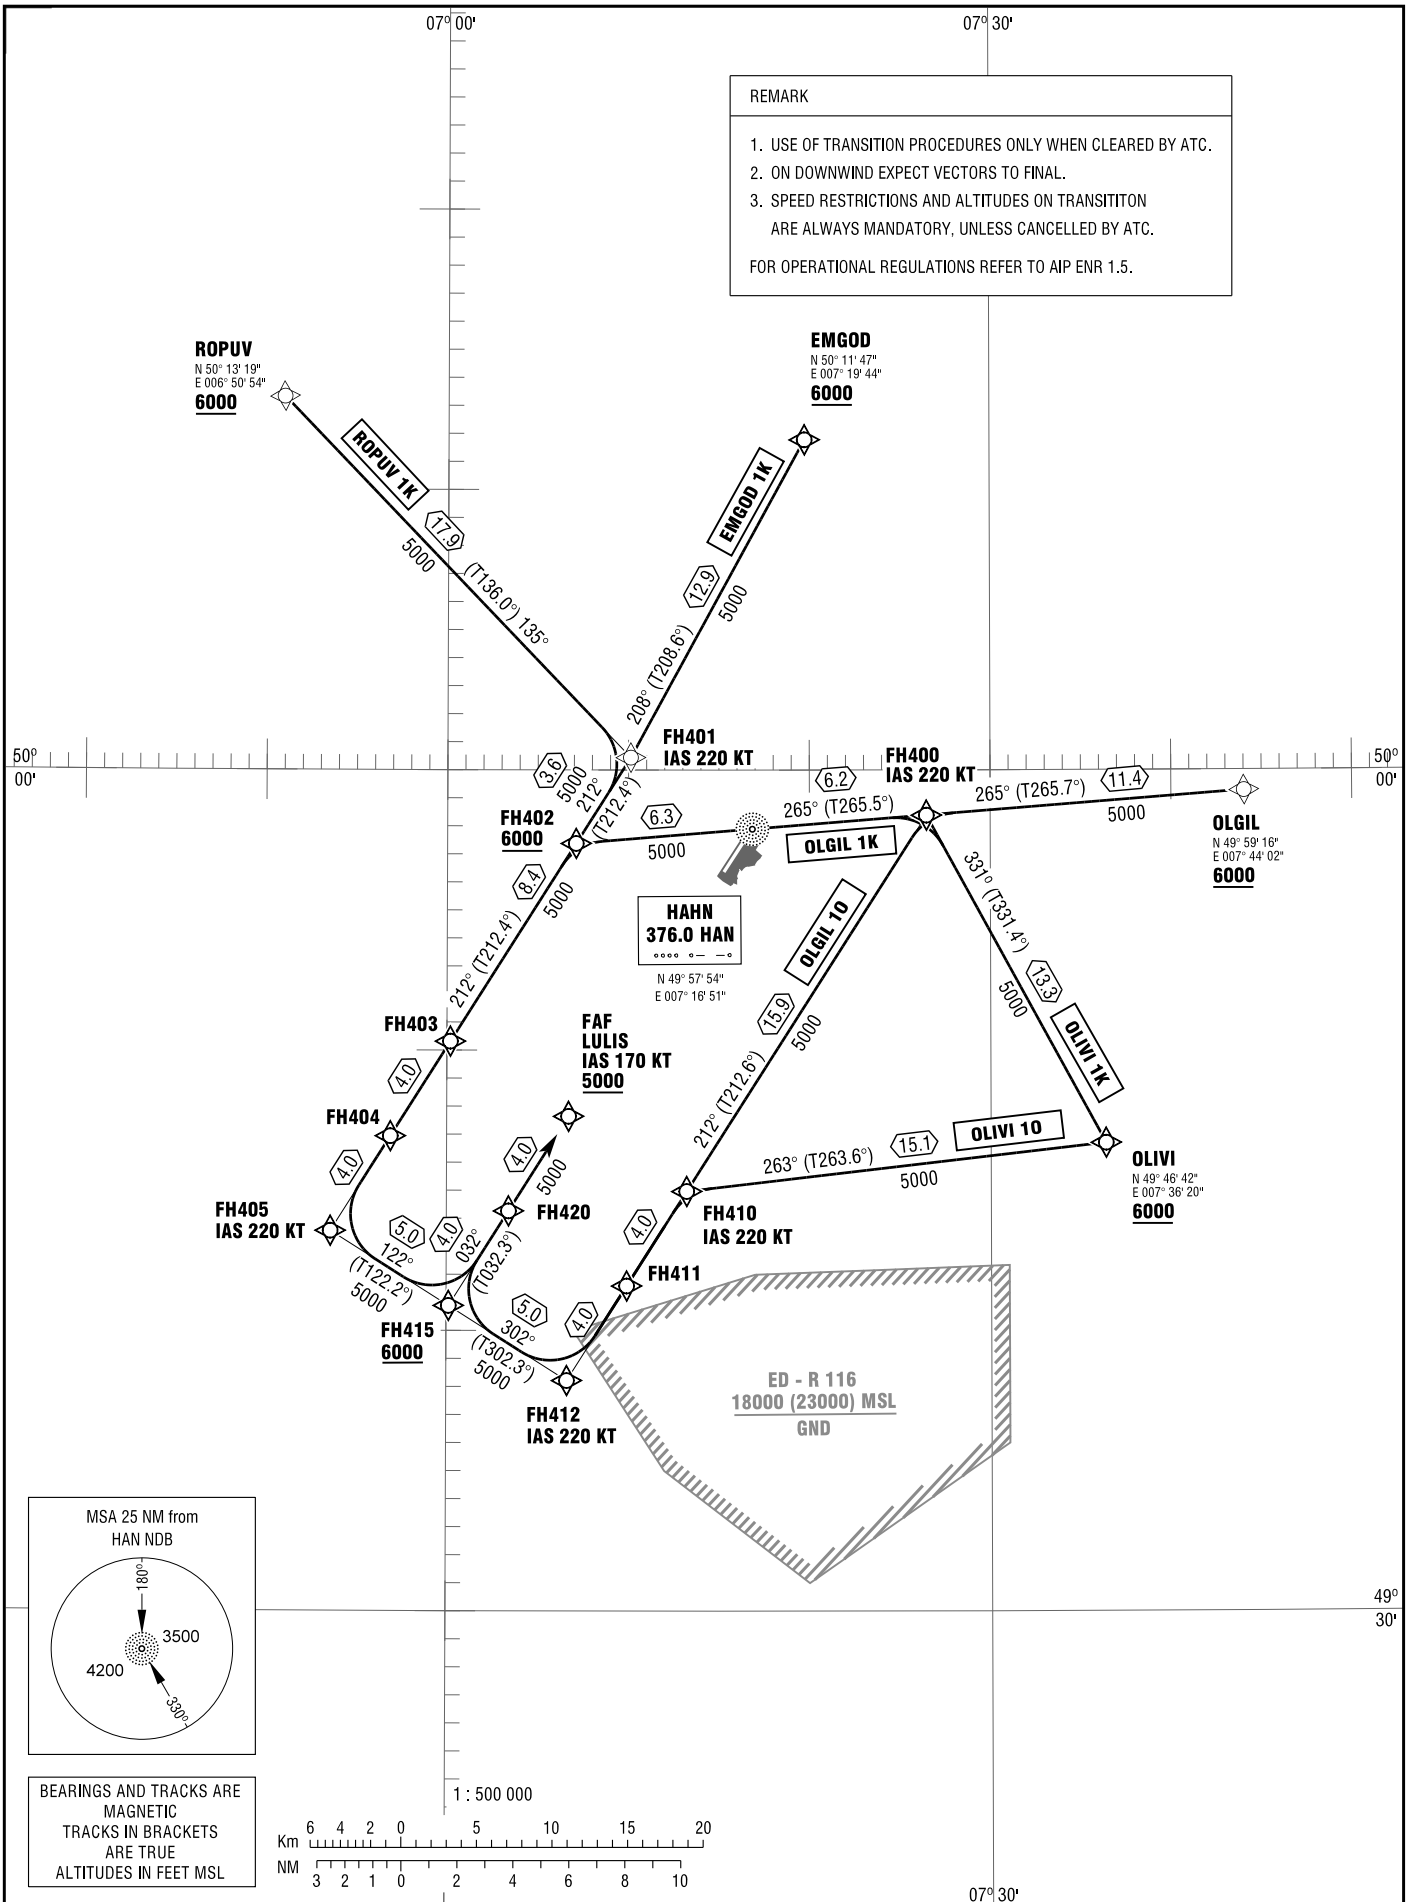 07º 00'
07º 30'
REMARK
1. USE OF TRANSITION PROCEDURES ONLY WHEN CLEARED BY ATC.
2. ON DOWNWIND EXPECT VECTORS TO FINAL.
3. SPEED RESTRICTIONS AND ALTITUDES ON TRANSITITON
ARE ALWAYS MANDATORY, UNLESS CANCELLED BY ATC.
FOR OPERATIONAL REGULATIONS REFER TO AIP ENR 1.5.
ROPUV
N 50° 13' 19"
E 006° 50' 54"
6000
EMGOD
N 50° 11' 47"
E 007° 19' 44"
6000
ROPUV 1K
17.9
5000
(T136.0°) 135°
EMGOD 1K
12.9
5000
208° (T208.6°)
50º
00'
FH401
IAS 220 KT
3.6
5000
212°
(T212.4°)
FH402
6000
6.3
5000
6.2
265° (T265.5°)
OLGIL 1K
FH400
IAS 220 KT
265° (T265.7°)
11.4
5000
50º
00'
OLGIL
N 49° 59' 16"
E 007° 44' 02"
6000
HAHN
376.0 HAN
N 49° 57' 54"
E 007° 16' 51"
8.4
5000
212° (T212.4°)
OLGIL 1O
15.9
5000
212° (T212.6°)
331° (T331.4°)
13.3
5000
OLIVI 1K
FH403
4.0
FH404
4.0
FAF
LULIS
IAS 170 KT
5000
4.0
5000
FH420
FH405
IAS 220 KT
5.0
122°
(T122.2°)
5000
4.0
032°
(T032.3°)
FH415
6000
5.0
302°
(T302.3°)
5000
4.0
FH412
IAS 220 KT
FH411
4.0
FH410
IAS 220 KT
263° (T263.6°)
15.1
5000
OLIVI 1O
OLIVI
N 49° 46' 42"
E 007° 36' 20"
6000
ED - R 116
18000 (23000) MSL
GND
MSA 25 NM from
HAN NDB
180º
3500
4200
330º
49º
30'
BEARINGS AND TRACKS ARE
MAGNETIC
TRACKS IN BRACKETS
ARE TRUE
ALTITUDES IN FEET MSL
1 : 500 000
Km 6 4 2 0 5 10 15 20
NM 3 2 1 0 2 4 6 8 10
07º 30'